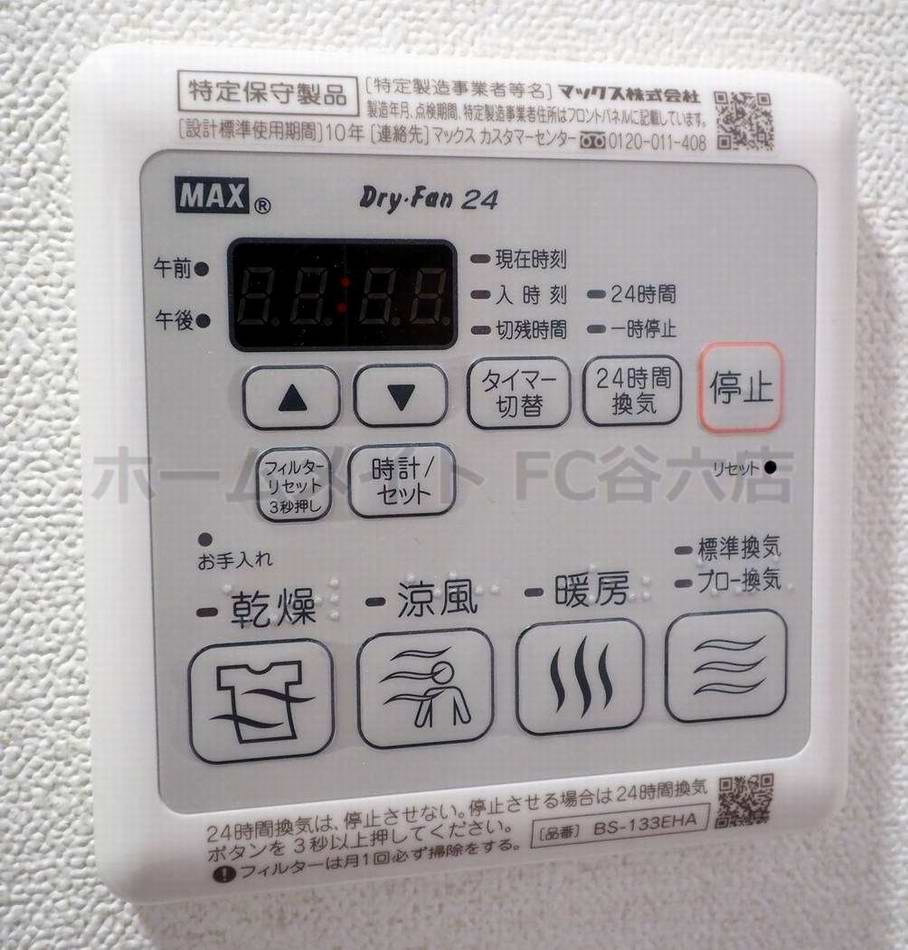 特定保守製品 [特定製造事業者等名] マックス株式会社
製造年月、点検期間、特定製造事業者住所はフロントパネルに記載しています。
[設計標準使用期間]10年 [連絡先]マックス カスタマーセンター 0120-011-408
MAX® Dry・Fan 24
午前
午後
現在時刻
入時刻 24時間
切残時間 一時停止
▲ ▼ タイマー切替 24時間換気 停止
フィルターリセット3秒押し 時計/セット リセット
ホームメイト FC谷六店
お手入れ
標準換気
プロー換気
乾燥 涼風 暖房
24時間換気は、停止させない。停止させる場合は24時間換気
ボタンを3秒以上押してください。 [品番] BS-133EHA
フィルターは月1回必ず掃除をする。